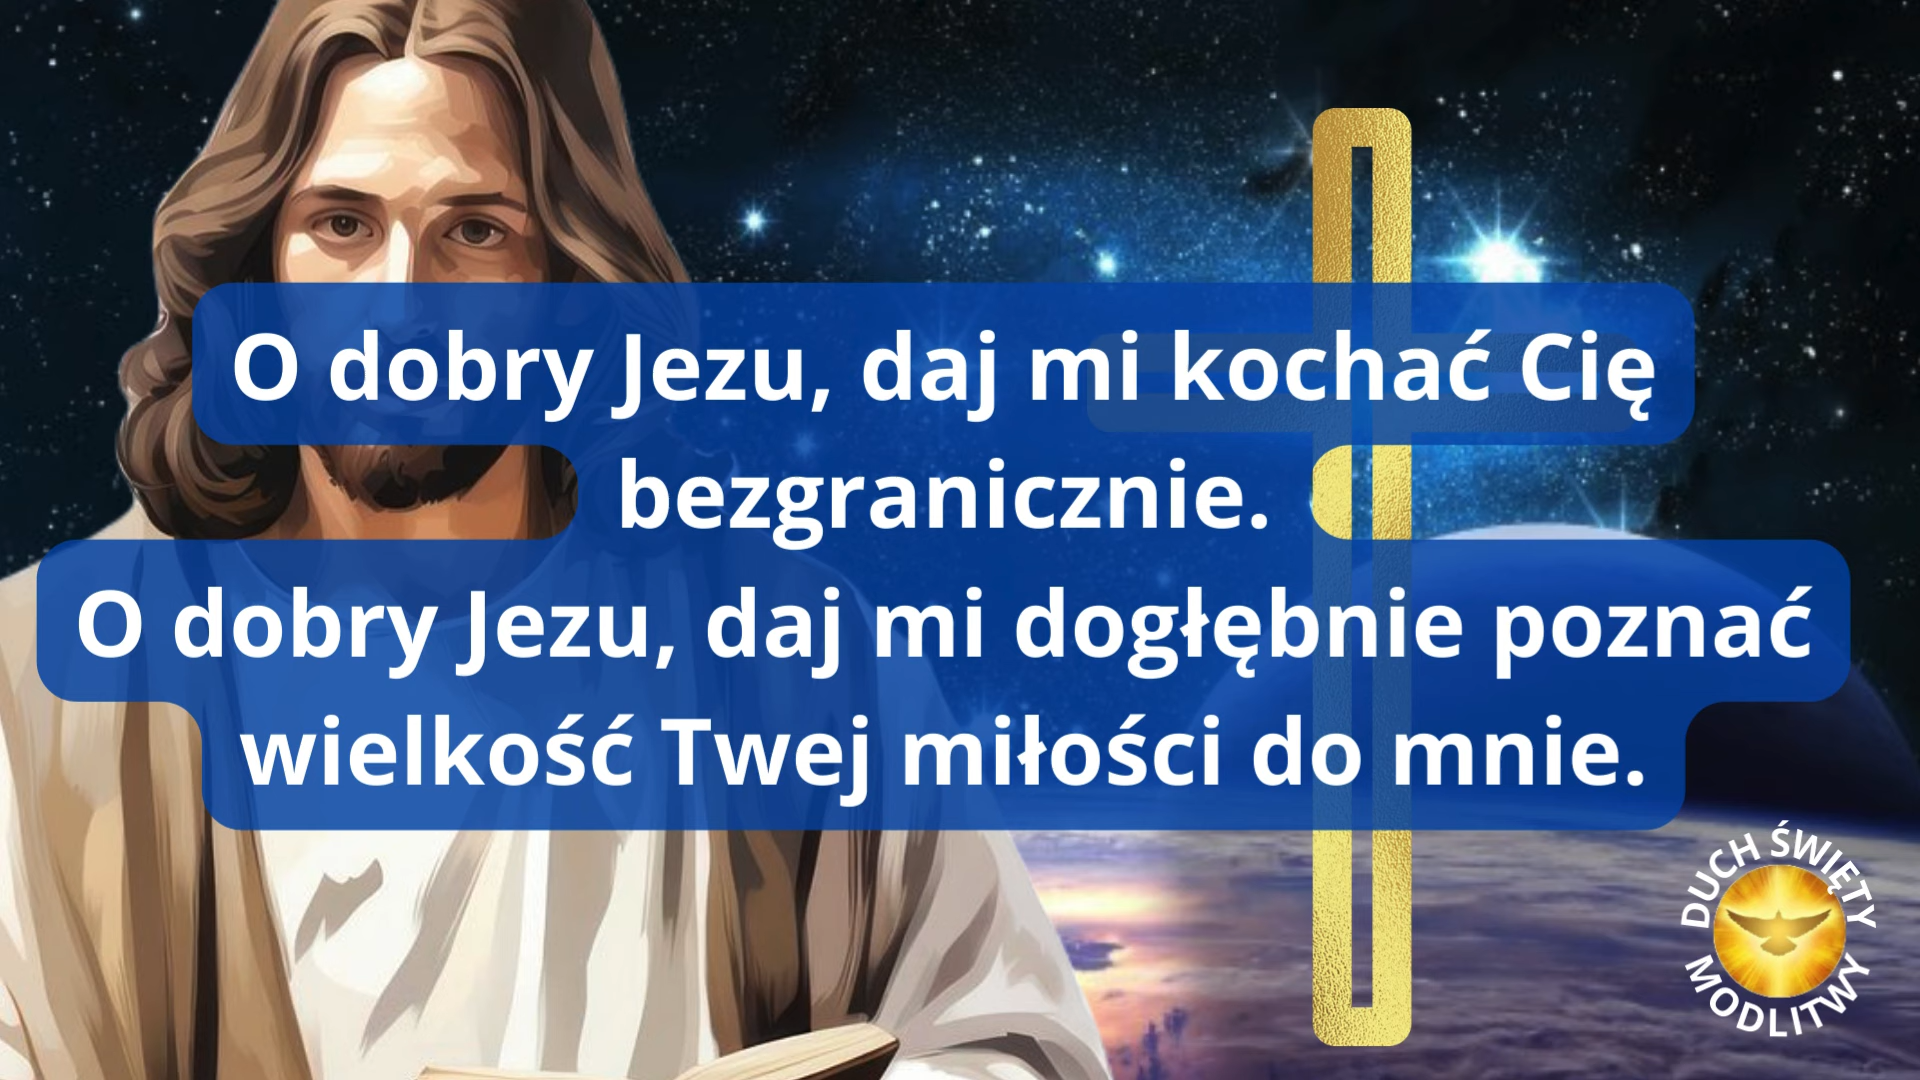 O dobry Jezu, daj mi kochać Cię
bezgranicznie.
O dobry Jezu, daj mi dogłębnie poznać
wielkość Twej miłości do mnie.
DUCH ŚWIĘTY
MODLITWY